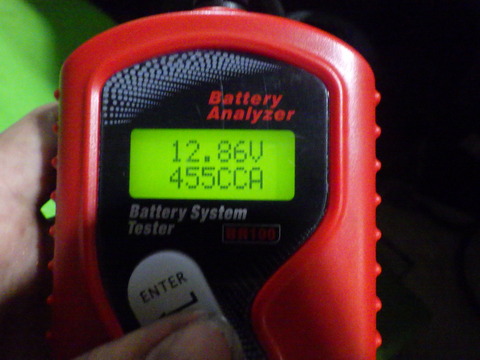 Battery
Analyzer
12.86V
455CCA
Battery System
Tester
ENTER